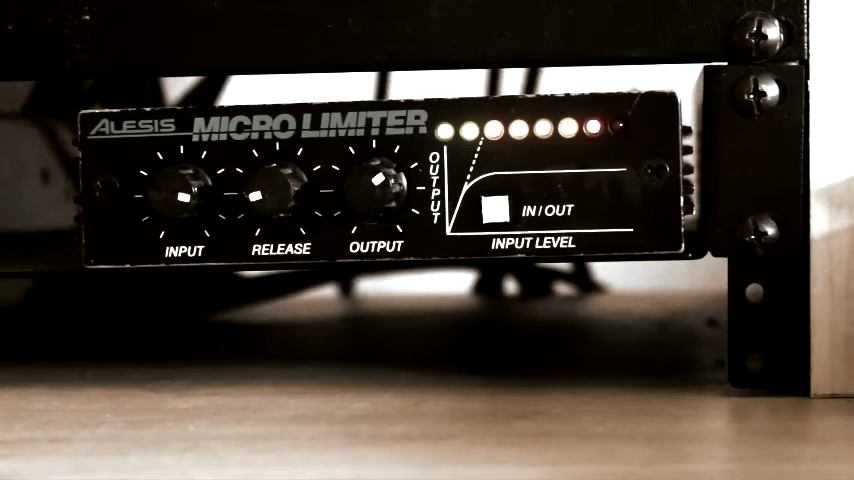 ALESIS MICRO LIMITER
INPUT
RELEASE
OUTPUT
OUTPUT
IN/OUT
INPUT LEVEL